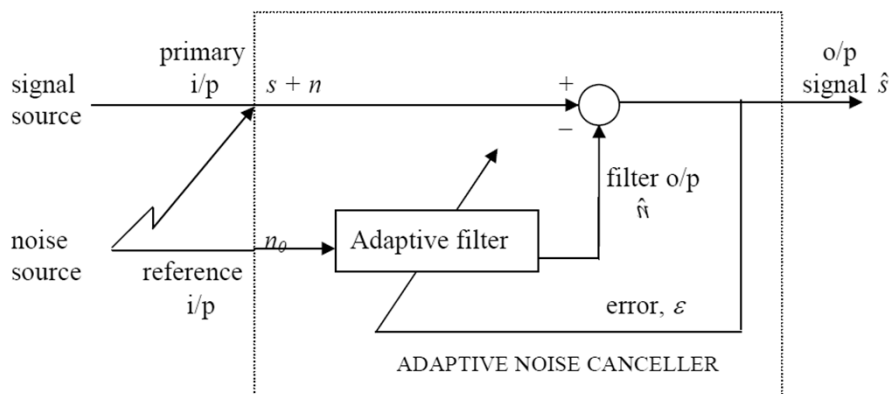 primary
i/p
signal
source
s + n
+
−
o/p
signal ŝ
filter o/p
n̂
noise
source
n₀
reference
i/p
Adaptive filter
error, ε
ADAPTIVE NOISE CANCELLER